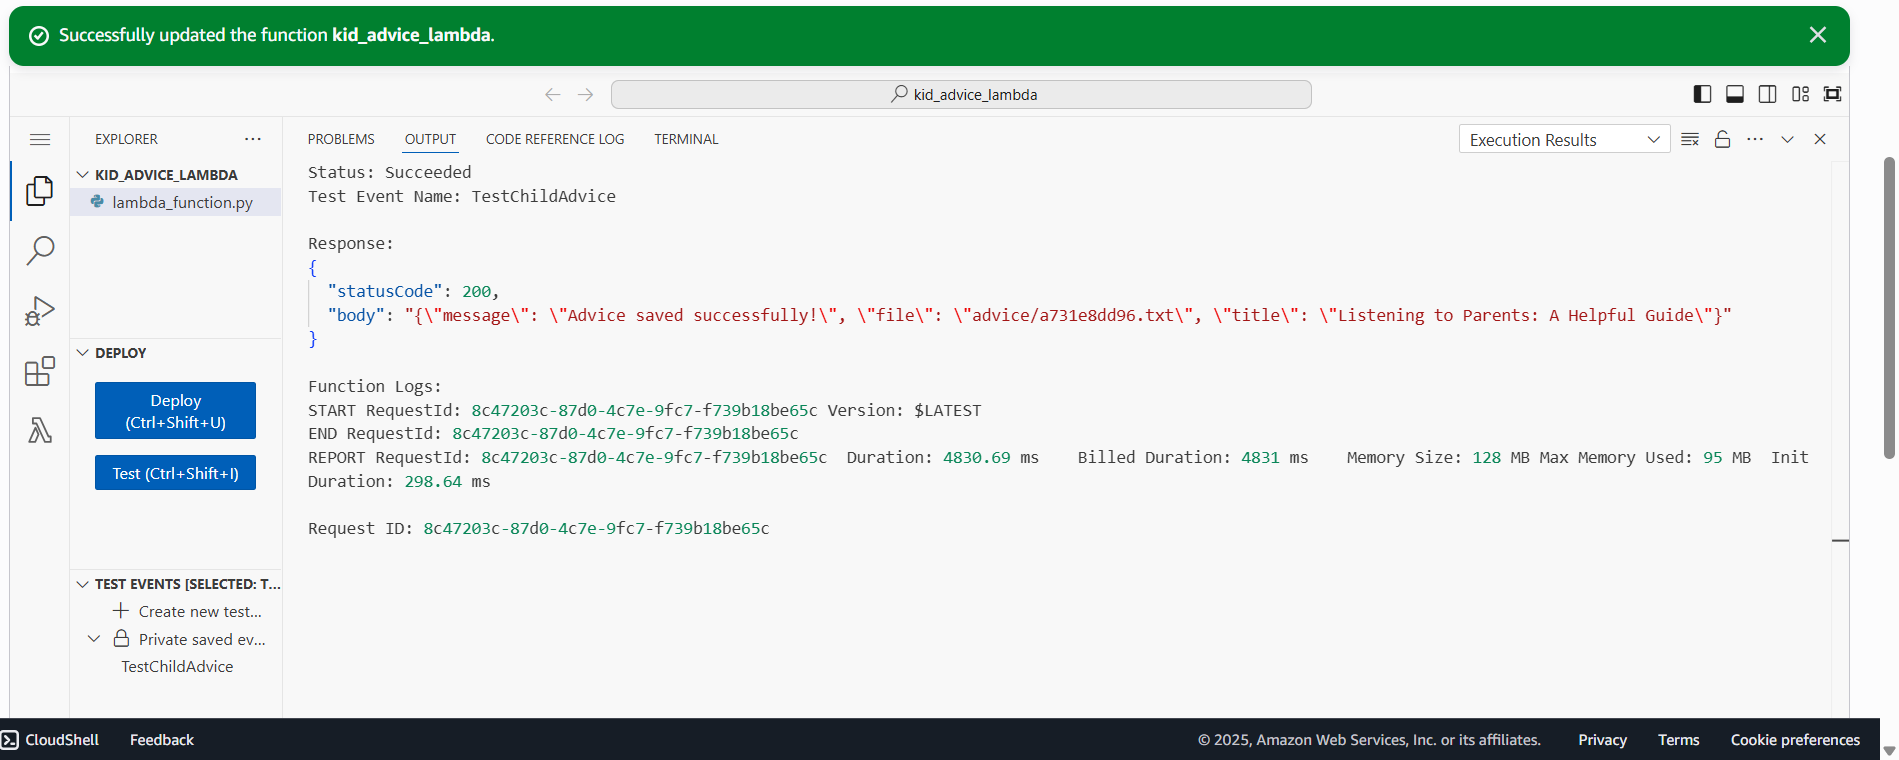 Successfully updated the function kid_advice_lambda.
kid_advice_lambda
EXPLORER
KID_ADVICE_LAMBDA
lambda_function.py
DEPLOY
Deploy
(Ctrl+Shift+U)
Test (Ctrl+Shift+I)
TEST EVENTS [SELECTED: T...
Create new test...
Private saved ev...
TestChildAdvice
PROBLEMS OUTPUT CODE REFERENCE LOG TERMINAL
Execution Results
Status: Succeeded
Test Event Name: TestChildAdvice
Response:
{
"statusCode": 200,
"body": "{\"message\": \"Advice saved successfully!\", \"file\": \"advice/a731e8dd96.txt\", \"title\": \"Listening to Parents: A Helpful Guide\"}"
}
Function Logs:
START RequestId: 8c47203c-87d0-4c7e-9fc7-f739b18be65c Version: $LATEST
END RequestId: 8c47203c-87d0-4c7e-9fc7-f739b18be65c
REPORT RequestId: 8c47203c-87d0-4c7e-9fc7-f739b18be65c Duration: 4830.69 ms Billed Duration: 4831 ms Memory Size: 128 MB Max Memory Used: 95 MB Init
Duration: 298.64 ms
Request ID: 8c47203c-87d0-4c7e-9fc7-f739b18be65c
CloudShell Feedback © 2025, Amazon Web Services, Inc. or its affiliates. Privacy Terms Cookie preferences